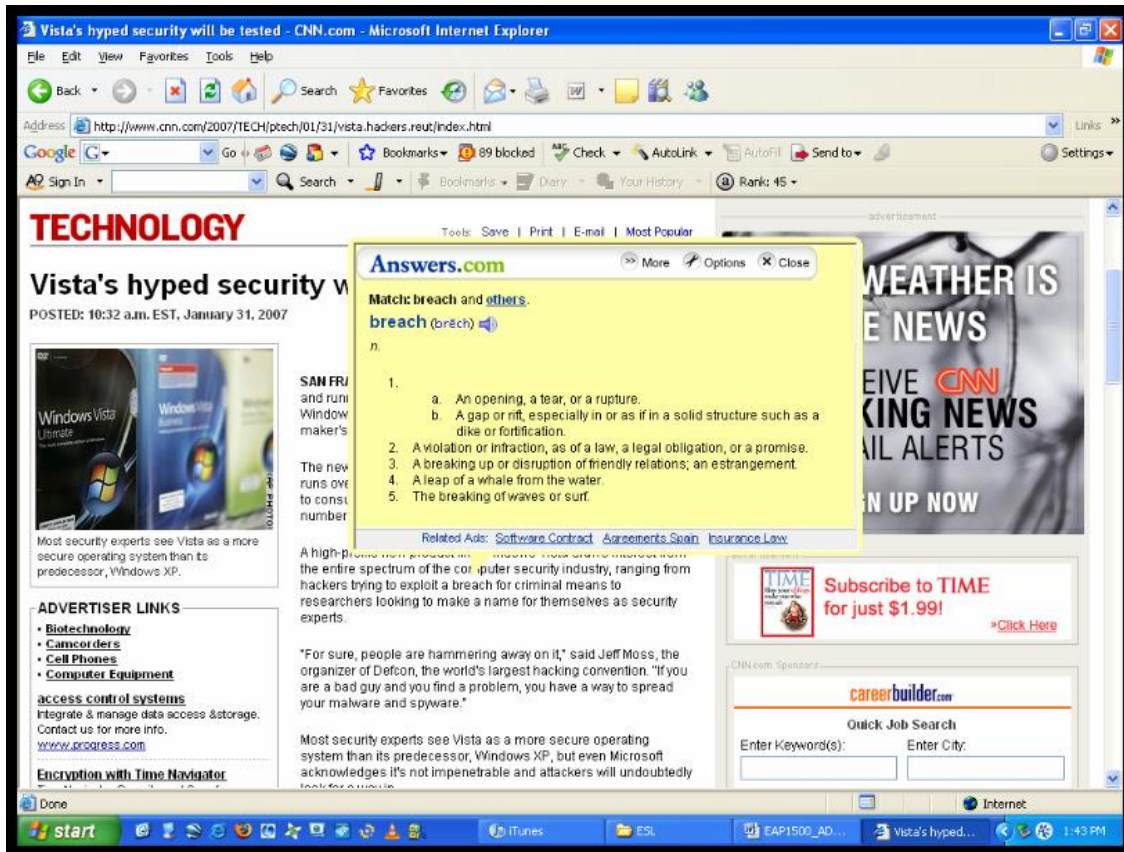 Vista's hyped security will be tested - CNN.com - Microsoft Internet Explorer
File Edit View Favorites Tools Help
Back Search Favorites
Address http://www.cnn.com/2007/TECH/ptech/01/31/vista.hackers.reut/index.html Links
Google G Go Bookmarks 89 blocked Check AutoLink AutoFill Send to Settings
Sign In Search Bookmarks Diary Your History Rank: 45
TECHNOLOGY
Tools: Save | Print | E-mail | Most Popular
Vista's hyped security w
POSTED: 10:32 a.m. EST, January 31, 2007
Windows Vista
Ultimate
Windows Vista
Business
(AP PHOTO)
Most security experts see Vista as a more
secure operating system than its
predecessor, Windows XP.
ADVERTISER LINKS
• Biotechnology
• Camcorders
• Cell Phones
• Computer Equipment
access control systems
Integrate & manage data access &storage.
Contact us for more info.
www.progress.com
Encryption with Time Navigator
Answers.com More Options Close
Match: breach and others.
breach (brēch)
n.
1.
a. An opening, a tear, or a rupture.
b. A gap or rift, especially in or as if in a solid structure such as a
dike or fortification.
2. A violation or infraction, as of a law, a legal obligation, or a promise.
3. A breaking up or disruption of friendly relations; an estrangement.
4. A leap of a whale from the water.
5. The breaking of waves or surf.
Related Ads: Software Contract Agreements Spain Insurance Law
SAN FRA
and runn
Window
maker's
The new
runs ove
to consu
number
A high-
the entire spectrum of the computer security industry, ranging from
hackers trying to exploit a breach for criminal means to
researchers looking to make a name for themselves as security
experts.
"For sure, people are hammering away on it," said Jeff Moss, the
organizer of Defcon, the world's largest hacking convention. "If you
are a bad guy and you find a problem, you have a way to spread
your malware and spyware."
Most security experts see Vista as a more secure operating
system than its predecessor, Windows XP, but even Microsoft
acknowledges it's not impenetrable and attackers will undoubtedly
advertisement
WEATHER IS
E NEWS
EIVE CNN
KING NEWS
AIL ALERTS
GN UP NOW
TIME
Subscribe to TIME
for just $1.99!
»Click Here
CNN.com Sponsors
careerbuilder.com
Quick Job Search
Enter Keyword(s): Enter City:
Done Internet
start iTunes ESL EAP1500_AD... Vista's hyped... 1:43 PM